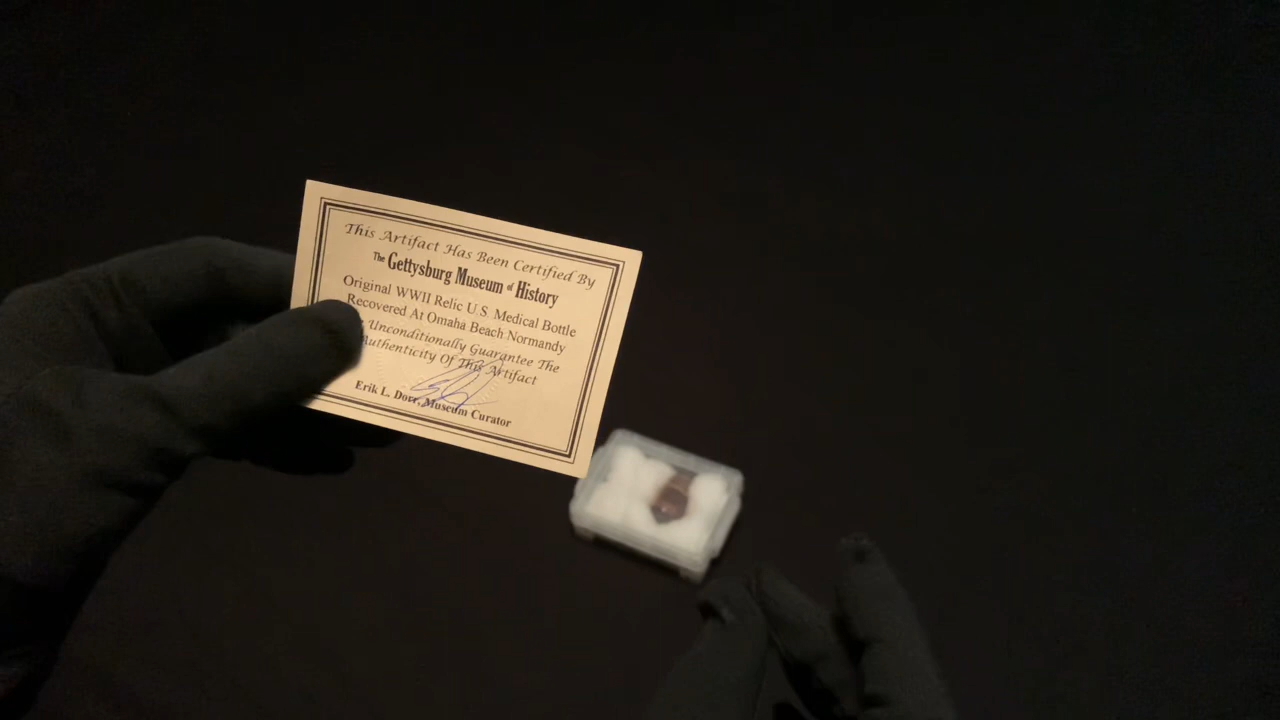 This Artifact Has Been Certified By
The Gettysburg Museum of History
Original WWII Relic U.S. Medical Bottle
Recovered At Omaha Beach Normandy
Unconditionally Guarantee The
Authenticity Of This Artifact
Erik L. Dorr, Museum Curator